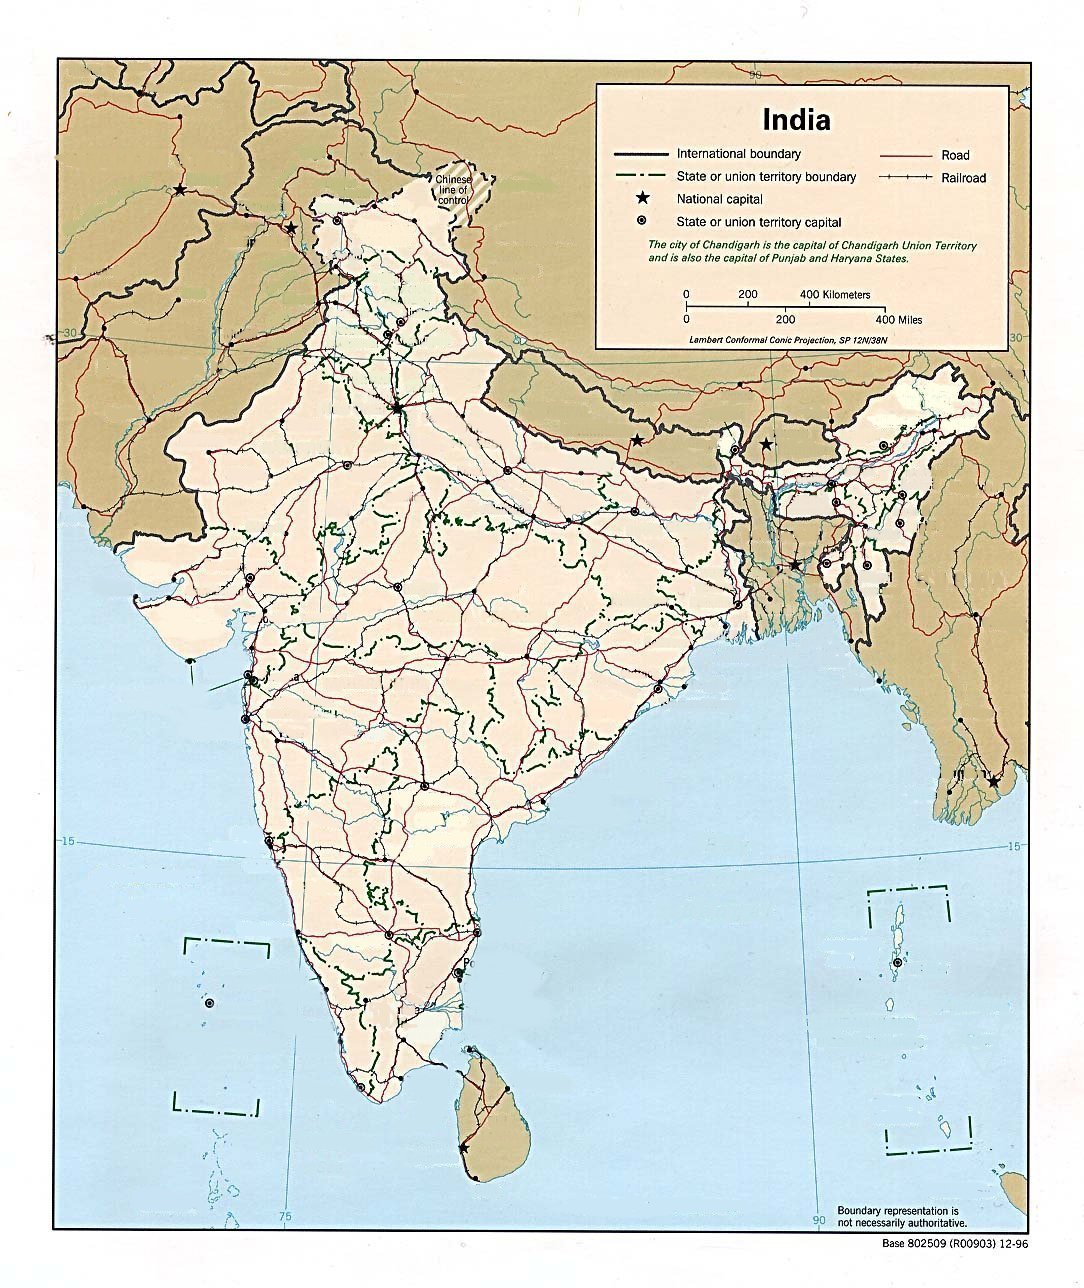 90
India
International boundary
Road
State or union territory boundary
Railroad
National capital
State or union territory capital
The city of Chandigarh is the capital of Chandigarh Union Territory
and is also the capital of Punjab and Haryana States.
0 200 400 Kilometers
0 200 400 Miles
Lambert Conformal Conic Projection, SP 12N/38N
Chinese
line of
control
30
30
15
15
75
90
Boundary representation is
not necessarily authoritative.
Base 802509 (R00903) 12-96